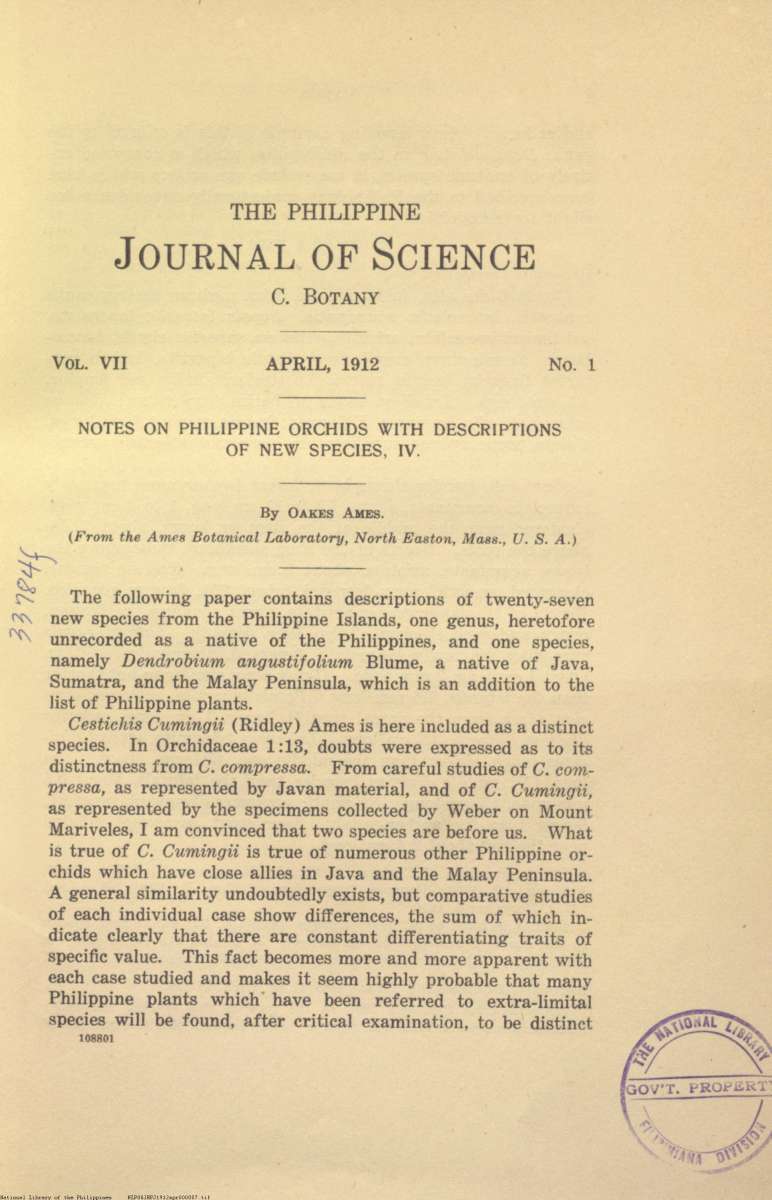 THE PHILIPPINE
JOURNAL OF SCIENCE
C. BOTANY
VOL. VII APRIL, 1912 No. 1
NOTES ON PHILIPPINE ORCHIDS WITH DESCRIPTIONS
OF NEW SPECIES, IV.
By OAKES AMES.
(From the Ames Botanical Laboratory, North Easton, Mass., U. S. A.)
33784f
The following paper contains descriptions of twenty-seven
new species from the Philippine Islands, one genus, heretofore
unrecorded as a native of the Philippines, and one species,
namely Dendrobium angustifolium Blume, a native of Java,
Sumatra, and the Malay Peninsula, which is an addition to the
list of Philippine plants.
Cestichis Cumingii (Ridley) Ames is here included as a distinct
species. In Orchidaceae 1:13, doubts were expressed as to its
distinctness from C. compressa. From careful studies of C. com-
pressa, as represented by Javan material, and of C. Cumingii,
as represented by the specimens collected by Weber on Mount
Mariveles, I am convinced that two species are before us. What
is true of C. Cumingii is true of numerous other Philippine or-
chids which have close allies in Java and the Malay Peninsula.
A general similarity undoubtedly exists, but comparative studies
of each individual case show differences, the sum of which in-
dicate clearly that there are constant differentiating traits of
specific value. This fact becomes more and more apparent with
each case studied and makes it seem highly probable that many
Philippine plants which have been referred to extra-limital
species will be found, after critical examination, to be distinct
108801
THE NATIONAL LIBRARY
GOV'T. PROPERTY
FILIPINIANA DIVISION
National Library of the Philippines